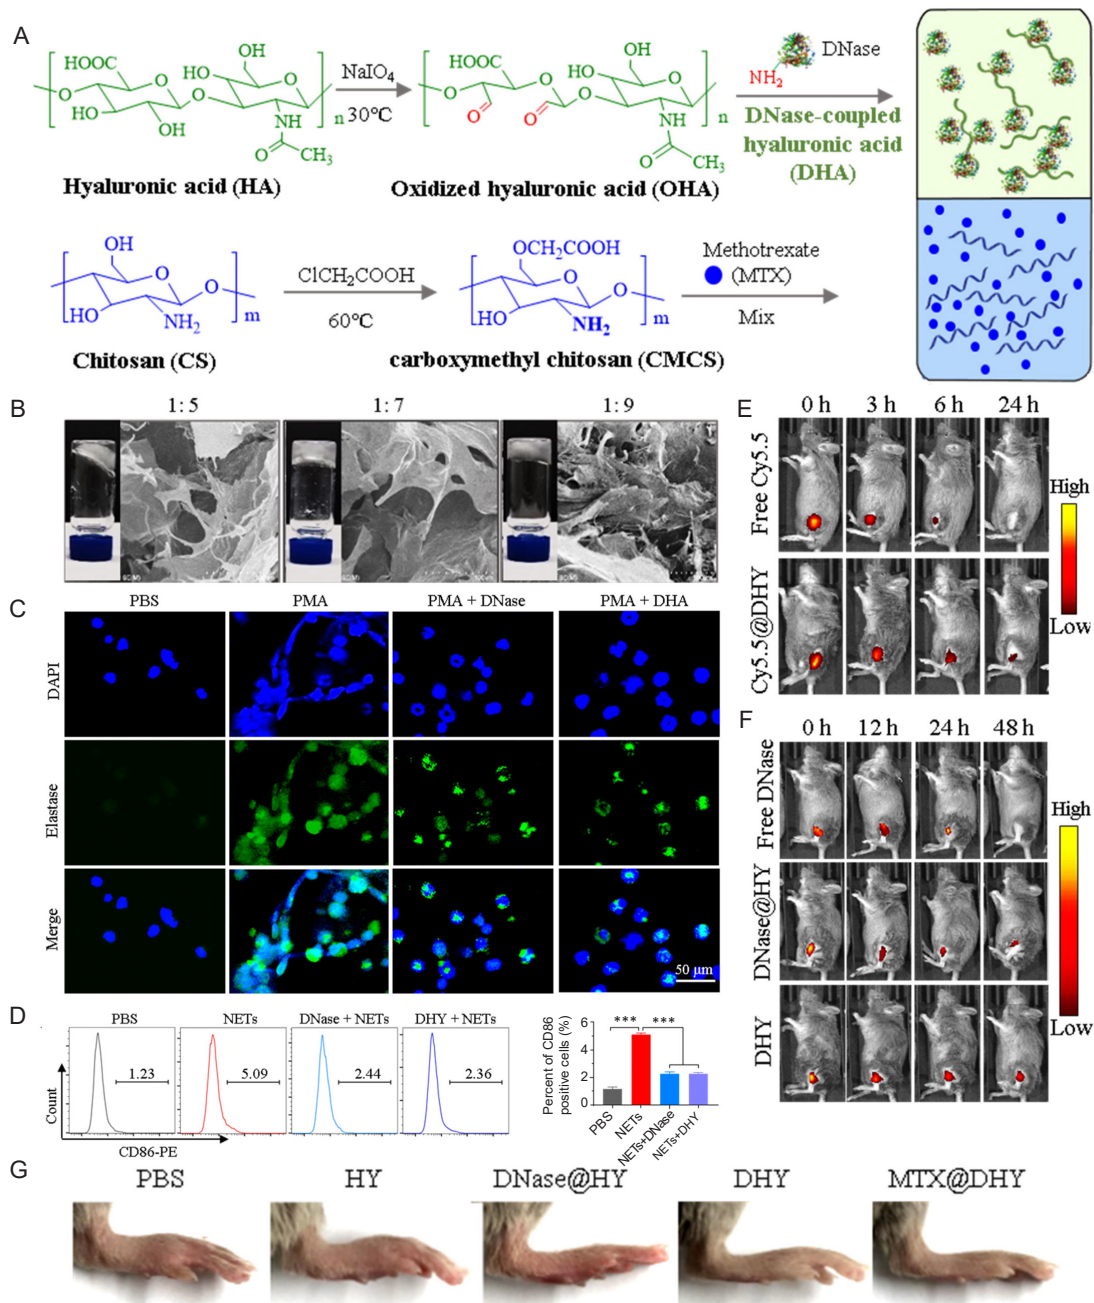 A
HOOC
OH
O
HO
O
O
HO
O
OH
O
NH
O
CH₃
n
Hyaluronic acid (HA)
NaIO₄
30℃
HOOC
OH
O
HO
O
O
O
O
O
O
NH
O
CH₃
n
Oxidized hyaluronic acid (OHA)
DNase
NH₂
DNase-coupled
hyaluronic acid
(DHA)
OH
O
O
HO
NH₂
m
Chitosan (CS)
ClCH₂COOH
60℃
OCH₂COOH
O
O
HO
NH₂
m
carboxymethyl chitosan (CMCS)
Methotrexate
(MTX)
Mix
B
1: 5
1: 7
1: 9
C
PBS
PMA
PMA + DNase
PMA + DHA
DAPI
Elastase
Merge
50 μm
D
PBS
NETs
DNase + NETs
DHY + NETs
1.23
5.09
2.44
2.36
Count
CD86-PE
Percent of CD86
positive cells (%)
6
4
2
0
***
***
PBS
NETs
NETs+DNase
NETs+DHY
E
0 h
3 h
6 h
24 h
Free Cy5.5
Cy5.5@DHY
High
Low
F
0 h
12 h
24 h
48 h
Free DNase
DNase@HY
DHY
High
Low
G
PBS
HY
DNase@HY
DHY
MTX@DHY